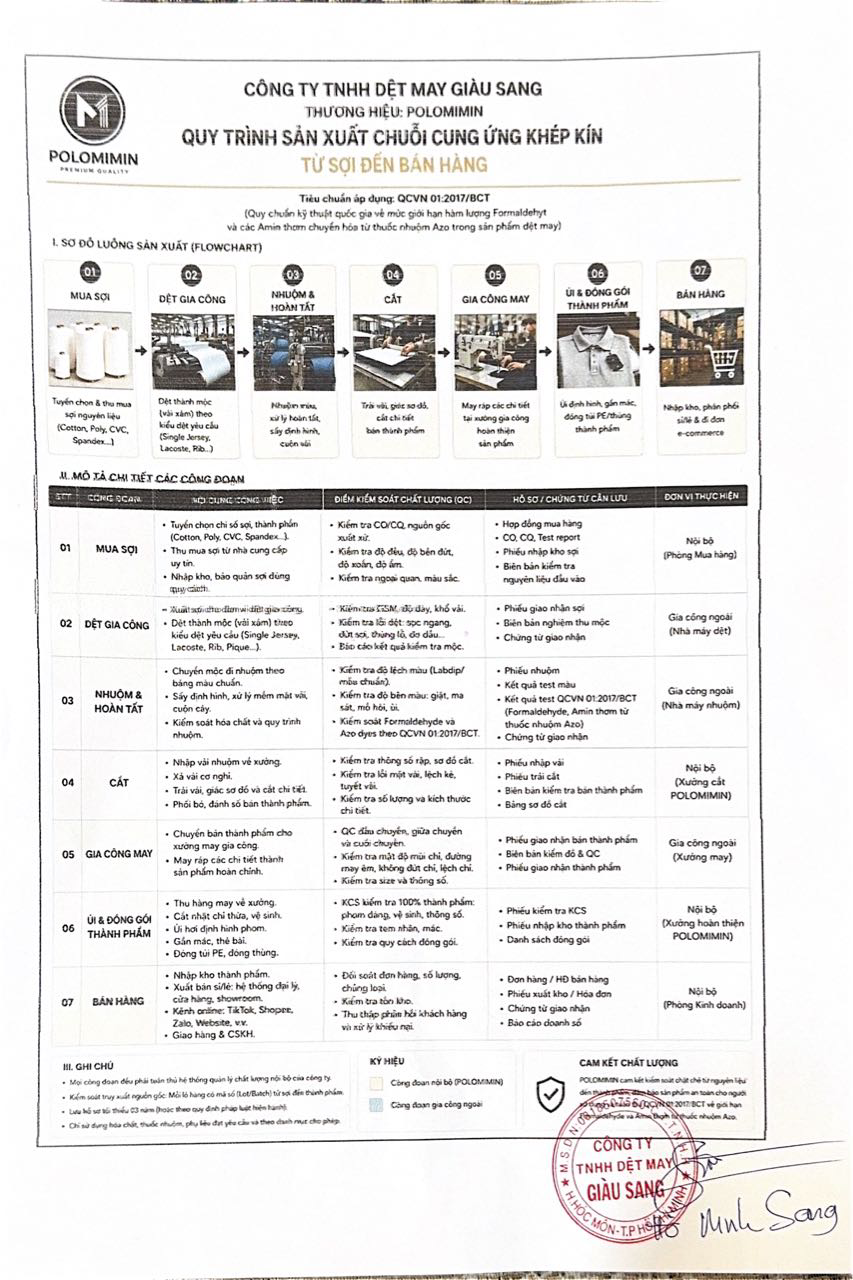 POLOMIMIN
PREMIUM QUALITY
CÔNG TY TNHH DỆT MAY GIÀU SANG
THƯƠNG HIỆU: POLOMIMIN
QUY TRÌNH SẢN XUẤT CHUỖI CUNG ỨNG KHÉP KÍN
TỪ SỢI ĐẾN BÁN HÀNG
Tiêu chuẩn áp dụng: QCVN 01:2017/BCT
(Quy chuẩn kỹ thuật quốc gia về mức giới hạn hàm lượng Formaldehyt
và các Amin thơm chuyển hóa từ thuốc nhuộm Azo trong sản phẩm dệt may)
I. SƠ ĐỒ LUỒNG SẢN XUẤT (FLOWCHART)
01
MUA SỢI
Tuyển chọn & thu mua
sợi nguyên liệu
(Cotton, Poly, CVC,
Spandex...)
02
DỆT GIA CÔNG
Dệt thành mộc
(vải xám) theo
kiểu dệt yêu cầu
(Single Jersey,
Lacoste, Rib...)
03
NHUỘM &
HOÀN TẤT
Nhuộm màu,
xử lý hoàn tất,
sấy định hình,
cuộn vải
04
CẮT
Trải vải, giác sơ đồ,
cắt chi tiết
bán thành phẩm
05
GIA CÔNG MAY
May ráp các chi tiết
tại xưởng gia công
hoàn thiện
sản phẩm
06
ỦI & ĐÓNG GÓI
THÀNH PHẨM
Ủi định hình, gắn mác,
đóng túi PE/thùng
thành phẩm
07
BÁN HÀNG
Nhập kho, phân phối
sỉ/lẻ & đi đơn
e-commerce
II. MÔ TẢ CHI TIẾT CÁC CÔNG ĐOẠN
STT CÔNG ĐOẠN NỘI DUNG CÔNG VIỆC ĐIỂM KIỂM SOÁT CHẤT LƯỢNG (QC) HỒ SƠ / CHỨNG TỪ CẦN LƯU ĐƠN VỊ THỰC HIỆN
01
MUA SỢI
• Tuyển chọn chỉ số sợi, thành phần
(Cotton, Poly, CVC, Spandex...).
• Thu mua sợi từ nhà cung cấp
uy tín.
• Nhập kho, bảo quản sợi đúng
quy cách.
• Kiểm tra CO/CQ, nguồn gốc
xuất xứ.
• Kiểm tra độ đều, độ bền đứt,
độ xoắn, độ ẩm.
• Kiểm tra ngoại quan, màu sắc.
• Hợp đồng mua hàng
• CO, CQ, Test report
• Phiếu nhập kho sợi
• Biên bản kiểm tra
nguyên liệu đầu vào
Nội bộ
(Phòng Mua hàng)
02
DỆT GIA CÔNG
• Xuất sợi cho đơn vị dệt gia công.
• Dệt thành mộc (vải xám) theo
kiểu dệt yêu cầu (Single Jersey,
Lacoste, Rib, Pique...).
• Kiểm tra GSM, độ dày, khổ vải.
• Kiểm tra lỗi dệt: sọc ngang,
đứt sợi, thủng lỗ, dơ dầu...
• Báo cáo kết quả kiểm tra mộc.
• Phiếu giao nhận sợi
• Biên bản nghiệm thu mộc
• Chứng từ giao nhận
Gia công ngoài
(Nhà máy dệt)
03
NHUỘM &
HOÀN TẤT
• Chuyển mộc đi nhuộm theo
bảng màu chuẩn.
• Sấy định hình, xử lý mềm mặt vải,
cuộn cây.
• Kiểm soát hóa chất và quy trình
nhuộm.
• Kiểm tra độ lệch màu (Labdip/
mẫu chuẩn).
• Kiểm tra độ bền màu: giặt, ma
sát, mồ hôi, ủi.
• Kiểm soát Formaldehyde và
Azo dyes theo QCVN 01:2017/BCT.
• Phiếu nhuộm
• Kết quả test màu
• Kết quả test QCVN 01:2017/BCT
(Formaldehyde, Amin thơm từ
thuốc nhuộm Azo)
• Chứng từ giao nhận
Gia công ngoài
(Nhà máy nhuộm)
04
CẮT
• Nhập vải nhuộm về xưởng.
• Xả vải cơ nghỉ.
• Trải vải, giác sơ đồ và cắt chi tiết.
• Phối bó, đánh số bán thành phẩm.
• Kiểm tra thông số rập, sơ đồ cắt.
• Kiểm tra lỗi mặt vải, lệch kẻ,
tuyết vải.
• Kiểm tra số lượng và kích thước
chi tiết.
• Phiếu nhập vải
• Phiếu trải cắt
• Biên bản kiểm tra bán thành phẩm
• Bảng sơ đồ cắt
Nội bộ
(Xưởng cắt
POLOMIMIN)
05
GIA CÔNG MAY
• Chuyển bán thành phẩm cho
xưởng may gia công.
• May ráp các chi tiết thành
sản phẩm hoàn chỉnh.
• QC đầu chuyền, giữa chuyền
và cuối chuyền.
• Kiểm tra mật độ mũi chỉ, đường
may êm, không đứt chỉ, lệch chỉ.
• Kiểm tra size và thông số.
• Phiếu giao nhận bán thành phẩm
• Biên bản kiểm đồ & QC
• Phiếu giao nhận thành phẩm
Gia công ngoài
(Xưởng may)
06
ỦI & ĐÓNG GÓI
THÀNH PHẨM
• Thu hàng may về xưởng.
• Cắt nhặt chỉ thừa, vệ sinh.
• Ủi hơi định hình phom.
• Gắn mác, thẻ bài.
• Đóng túi PE, đóng thùng.
• KCS kiểm tra 100% thành phẩm:
phom dáng, vệ sinh, thông số.
• Kiểm tra tem nhãn, mác.
• Kiểm tra quy cách đóng gói.
• Phiếu kiểm tra KCS
• Phiếu nhập kho thành phẩm
• Danh sách đóng gói
Nội bộ
(Xưởng hoàn thiện
POLOMIMIN)
07
BÁN HÀNG
• Nhập kho thành phẩm.
• Xuất bán sỉ/lẻ: hệ thống đại lý,
cửa hàng, showroom.
• Kênh online: TikTok, Shopee,
Zalo, Website, v.v.
• Giao hàng & CSKH.
• Đối soát đơn hàng, số lượng,
chủng loại.
• Kiểm tra tồn kho.
• Thu thập phản hồi khách hàng
và xử lý khiếu nại.
• Đơn hàng / HĐ bán hàng
• Phiếu xuất kho / Hóa đơn
• Chứng từ giao nhận
• Báo cáo doanh số
Nội bộ
(Phòng Kinh doanh)
III. GHI CHÚ
• Mọi công đoạn đều phải tuân thủ hệ thống quản lý chất lượng nội bộ của công ty.
• Kiểm soát truy xuất nguồn gốc: Mỗi lô hàng có mã số (Lot/Batch) từ sợi đến thành phẩm.
• Lưu hồ sơ tối thiểu 03 năm (hoặc theo quy định pháp luật hiện hành).
• Chỉ sử dụng hóa chất, thuốc nhuộm, phụ liệu đạt yêu cầu và theo danh mục cho phép.
KÝ HIỆU
Công đoạn nội bộ (POLOMIMIN)
Công đoạn gia công ngoài
CAM KẾT CHẤT LƯỢNG
POLOMIMIN cam kết kiểm soát chặt chẽ từ nguyên liệu
đến thành phẩm, đảm bảo sản phẩm an toàn cho người
sử dụng QCVN 01:2017/BCT về giới hạn
Formaldehyde và Amin thơm từ thuốc nhuộm Azo.
CÔNG TY
TNHH DỆT MAY
GIÀU SANG
H.HÓC MÔN-T.P HỒ CHÍ MINH
Hồ Minh Sang